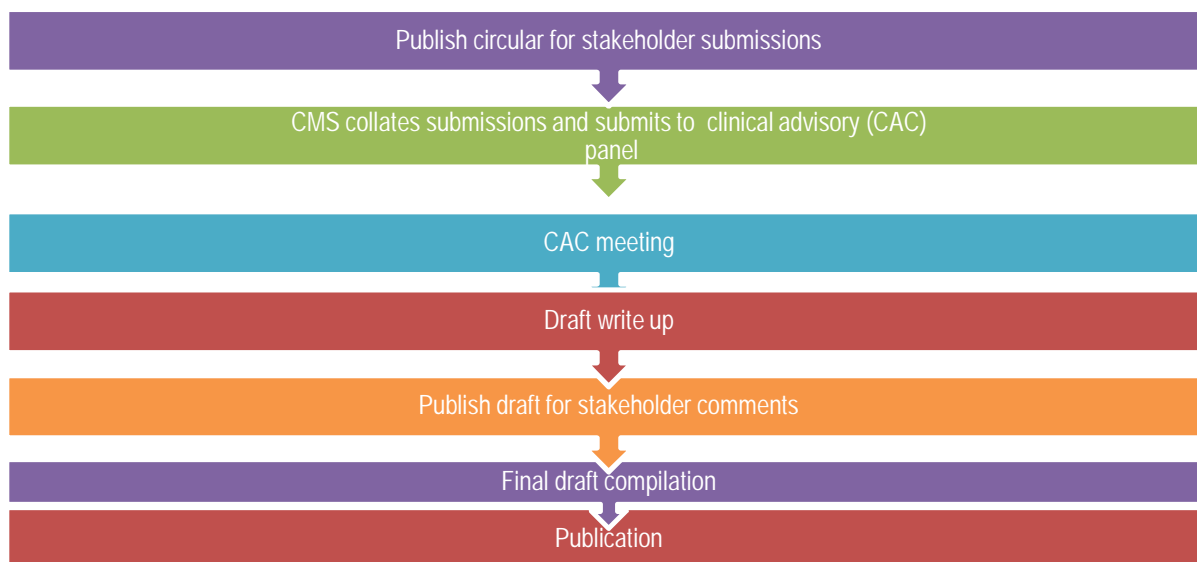 Publish circular for stakeholder submissions
CMS collates submissions and submits to clinical advisory (CAC)
panel
CAC meeting
Draft write up
Publish draft for stakeholder comments
Final draft compilation
Publication